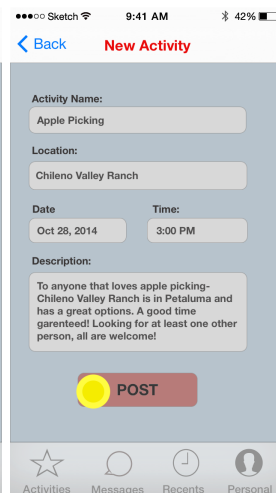 ●●●○○ Sketch 9:41 AM 42%
Back New Activity
Activity Name:
Apple Picking
Location:
Chileno Valley Ranch
Date Time:
Oct 28, 2014 3:00 PM
Description:
To anyone that loves apple picking-
Chileno Valley Ranch is in Petaluma and
has a great options. A good time
garenteed! Looking for at least one other
person, all are welcome!
POST
Activities Messages Recents Personal